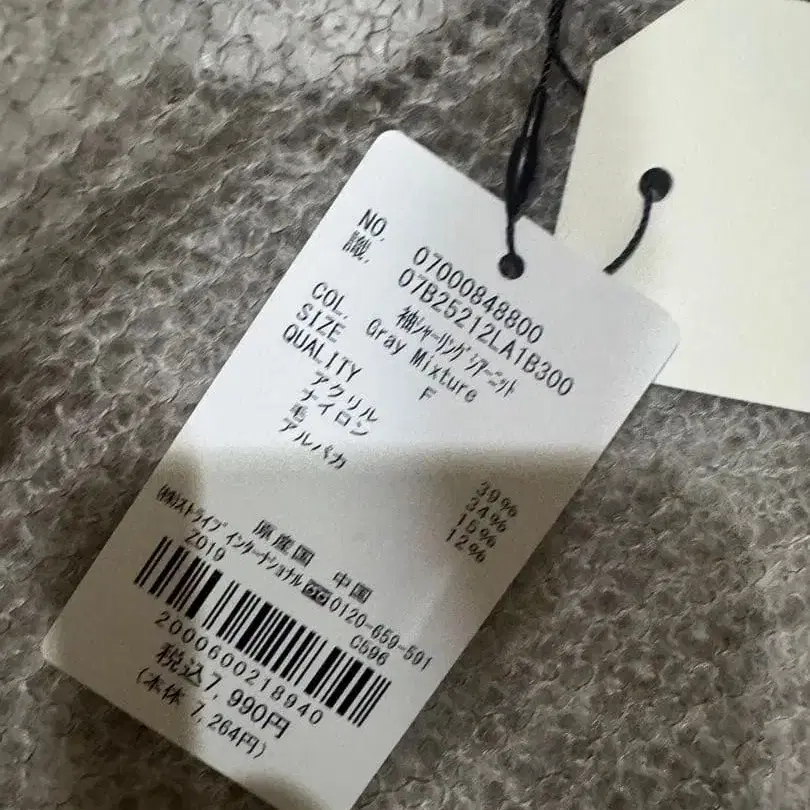 NO. 07000848800
識. 07B25212LA1B300
袖ｼｬｰﾘﾝｸﾞｼｱｰﾆｯﾄ
COL. Gray Mixture
SIZE F
QUALITY
アクリル 39%
ナイロン 34%
毛 15%
アルパカ 12%
原産国 中国
㈱ｽﾄﾗｲﾌﾟｲﾝﾀｰﾅｼｮﾅﾙ 0120-659-591
Z019 C596
2000600218940
税込7,990円
(本体 7,264円)